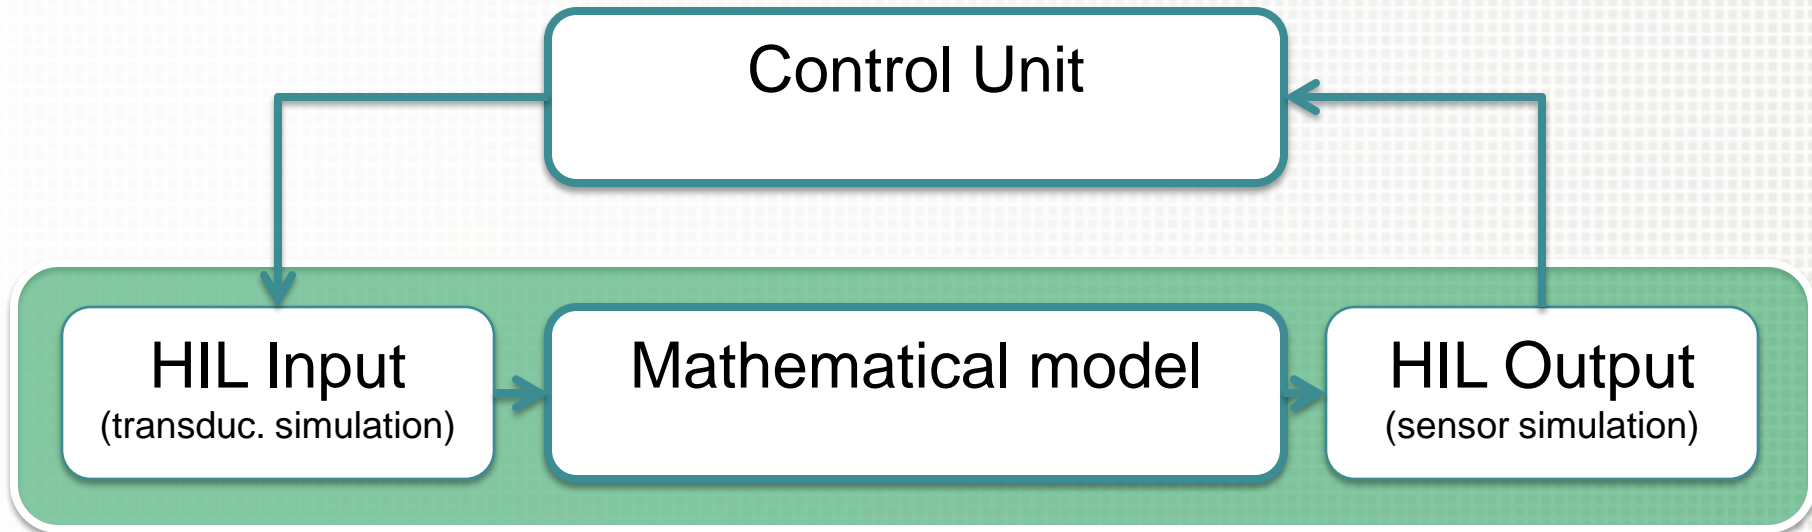 Control Unit
HIL Input
(transduc. simulation)
Mathematical model
HIL Output
(sensor simulation)